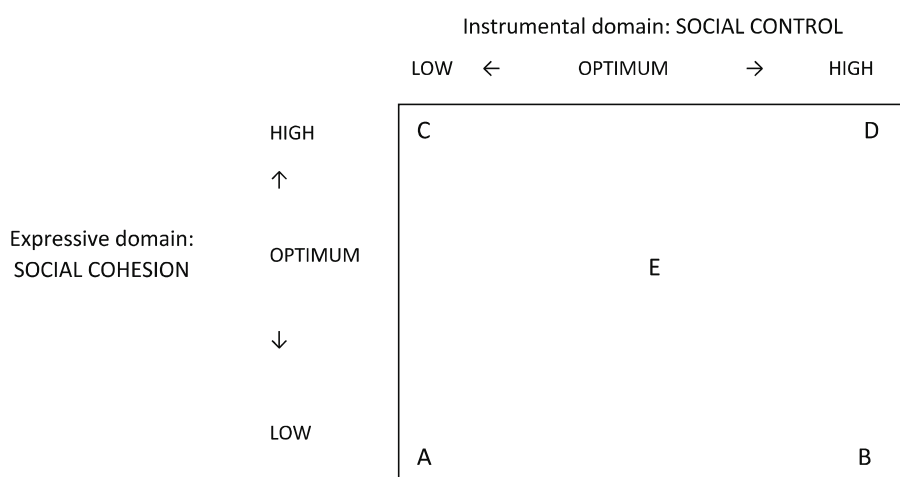 Instrumental domain: SOCIAL CONTROL
LOW ← OPTIMUM → HIGH
HIGH
↑
Expressive domain:
SOCIAL COHESION
OPTIMUM
↓
LOW
C D
E
A B